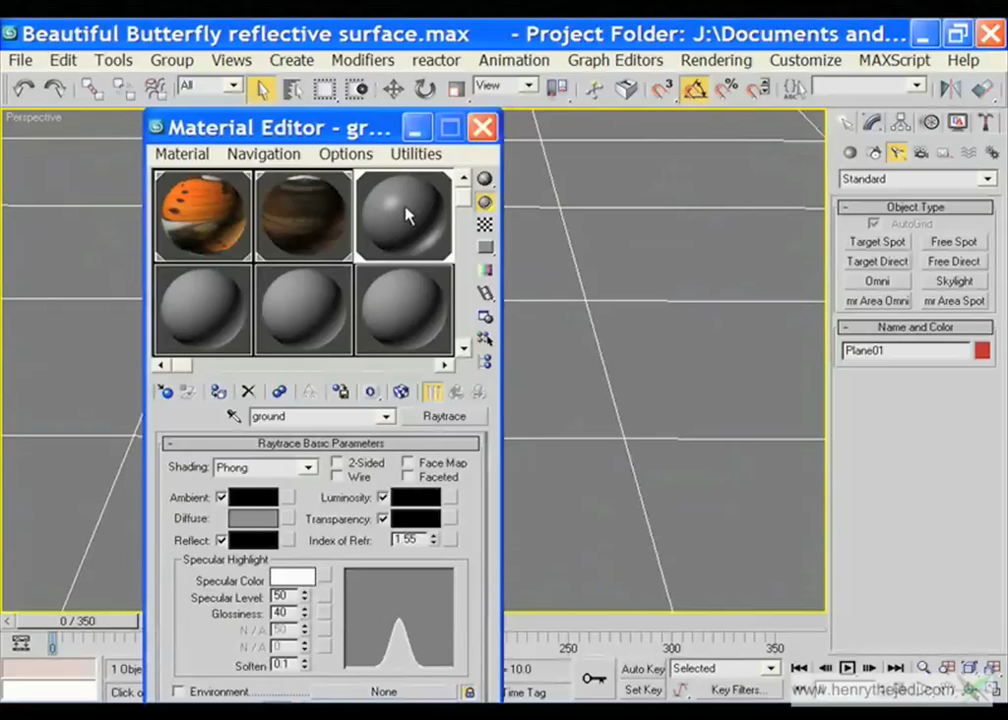 Beautiful Butterfly reflective surface.max - Project Folder: J:\Documents and...
File Edit Tools Group Views Create Modifiers reactor Animation Graph Editors Rendering Customize MAXScript Help
All View
Perspective
Material Editor - gr...
Material Navigation Options Utilities
Standard
Object Type
AutoGrid
Target Spot Free Spot
Target Direct Free Direct
Omni Skylight
mr Area Omni mr Area Spot
Name and Color
Plane01
ground Raytrace
Raytrace Basic Parameters
Shading: Phong 2-Sided Face Map
Wire Faceted
Ambient: Luminosity:
Diffuse: Transparency:
Reflect: Index of Refr: 1.55
Specular Highlight
Specular Color
Specular Level: 50
Glossiness: 40
N/A 50
N/A 0
Soften 0.1
Environment None
0 / 350
0 250 300 350
1 Obje = 10.0 Auto Key Selected
Click o Time Tag Set Key Key Filters...
www.henrythejedi.com